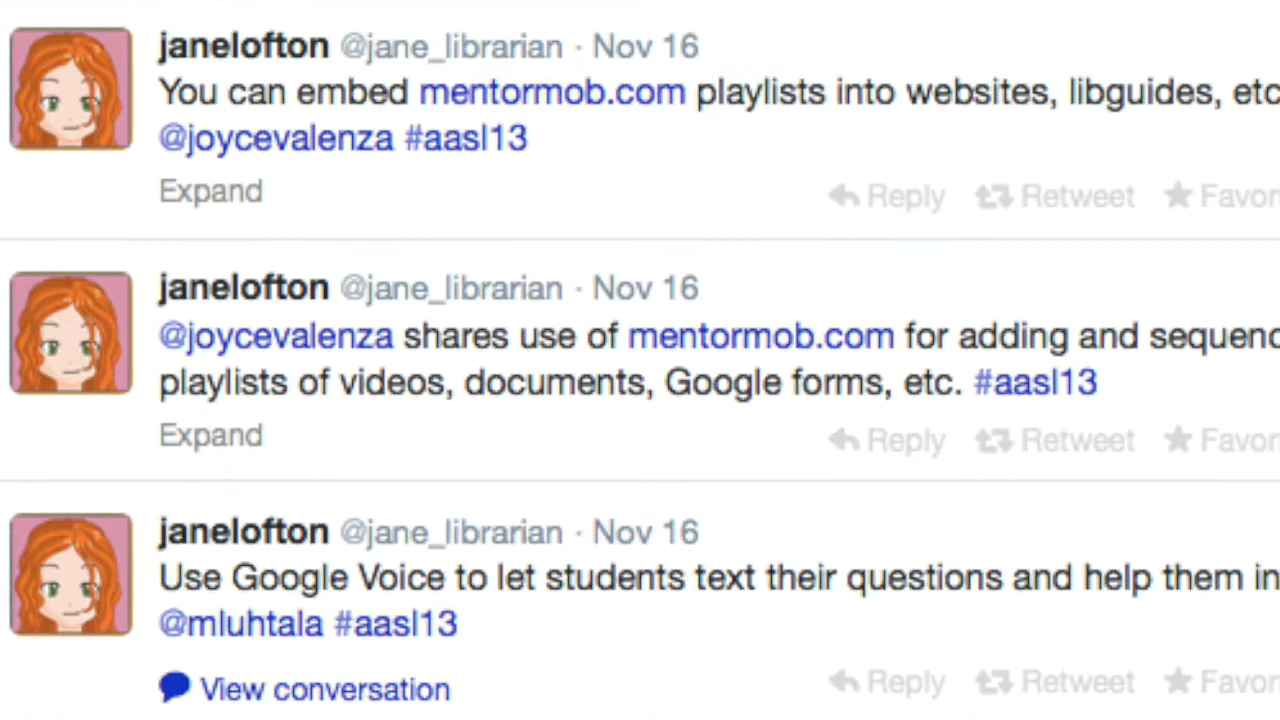 janelofton @jane_librarian · Nov 16
You can embed mentormob.com playlists into websites, libguides, etc
@joycevalenza #aasl13
Expand
Reply Retweet Favor
janelofton @jane_librarian · Nov 16
@joycevalenza shares use of mentormob.com for adding and sequenc
playlists of videos, documents, Google forms, etc. #aasl13
Expand
Reply Retweet Favor
janelofton @jane_librarian · Nov 16
Use Google Voice to let students text their questions and help them in
@mluhtala #aasl13
View conversation
Reply Retweet Favor